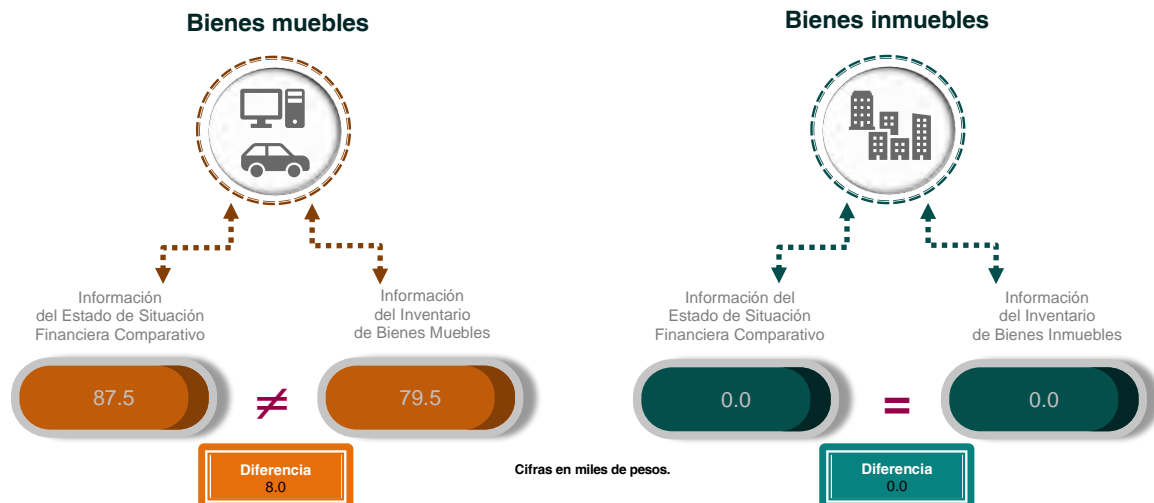 Bienes muebles
Información
del Estado de Situación
Financiera Comparativo
Información
del Inventario
de Bienes Muebles
87.5
≠
79.5
Diferencia
8.0
Cifras en miles de pesos.
Bienes inmuebles
Información del
Estado de Situación
Financiera Comparativo
Información
del Inventario
de Bienes Inmuebles
0.0
=
0.0
Diferencia
0.0